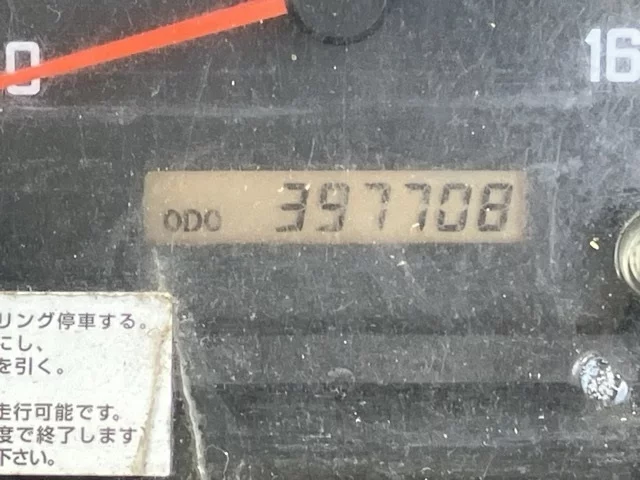 0
16
ODO 397708
リング停車する。
にし、
を引く。
走行可能です。
度で終了します
下さい。